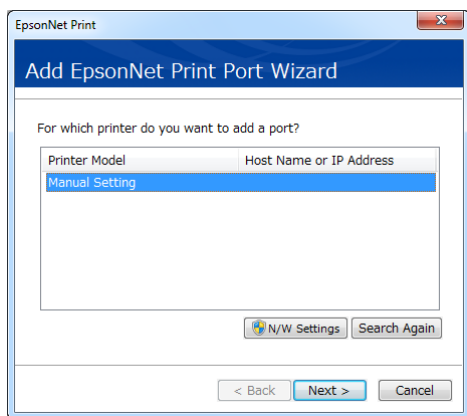 EpsonNet Print
Add EpsonNet Print Port Wizard
For which printer do you want to add a port?
Printer Model Host Name or IP Address
Manual Setting
N/W Settings Search Again
< Back Next > Cancel